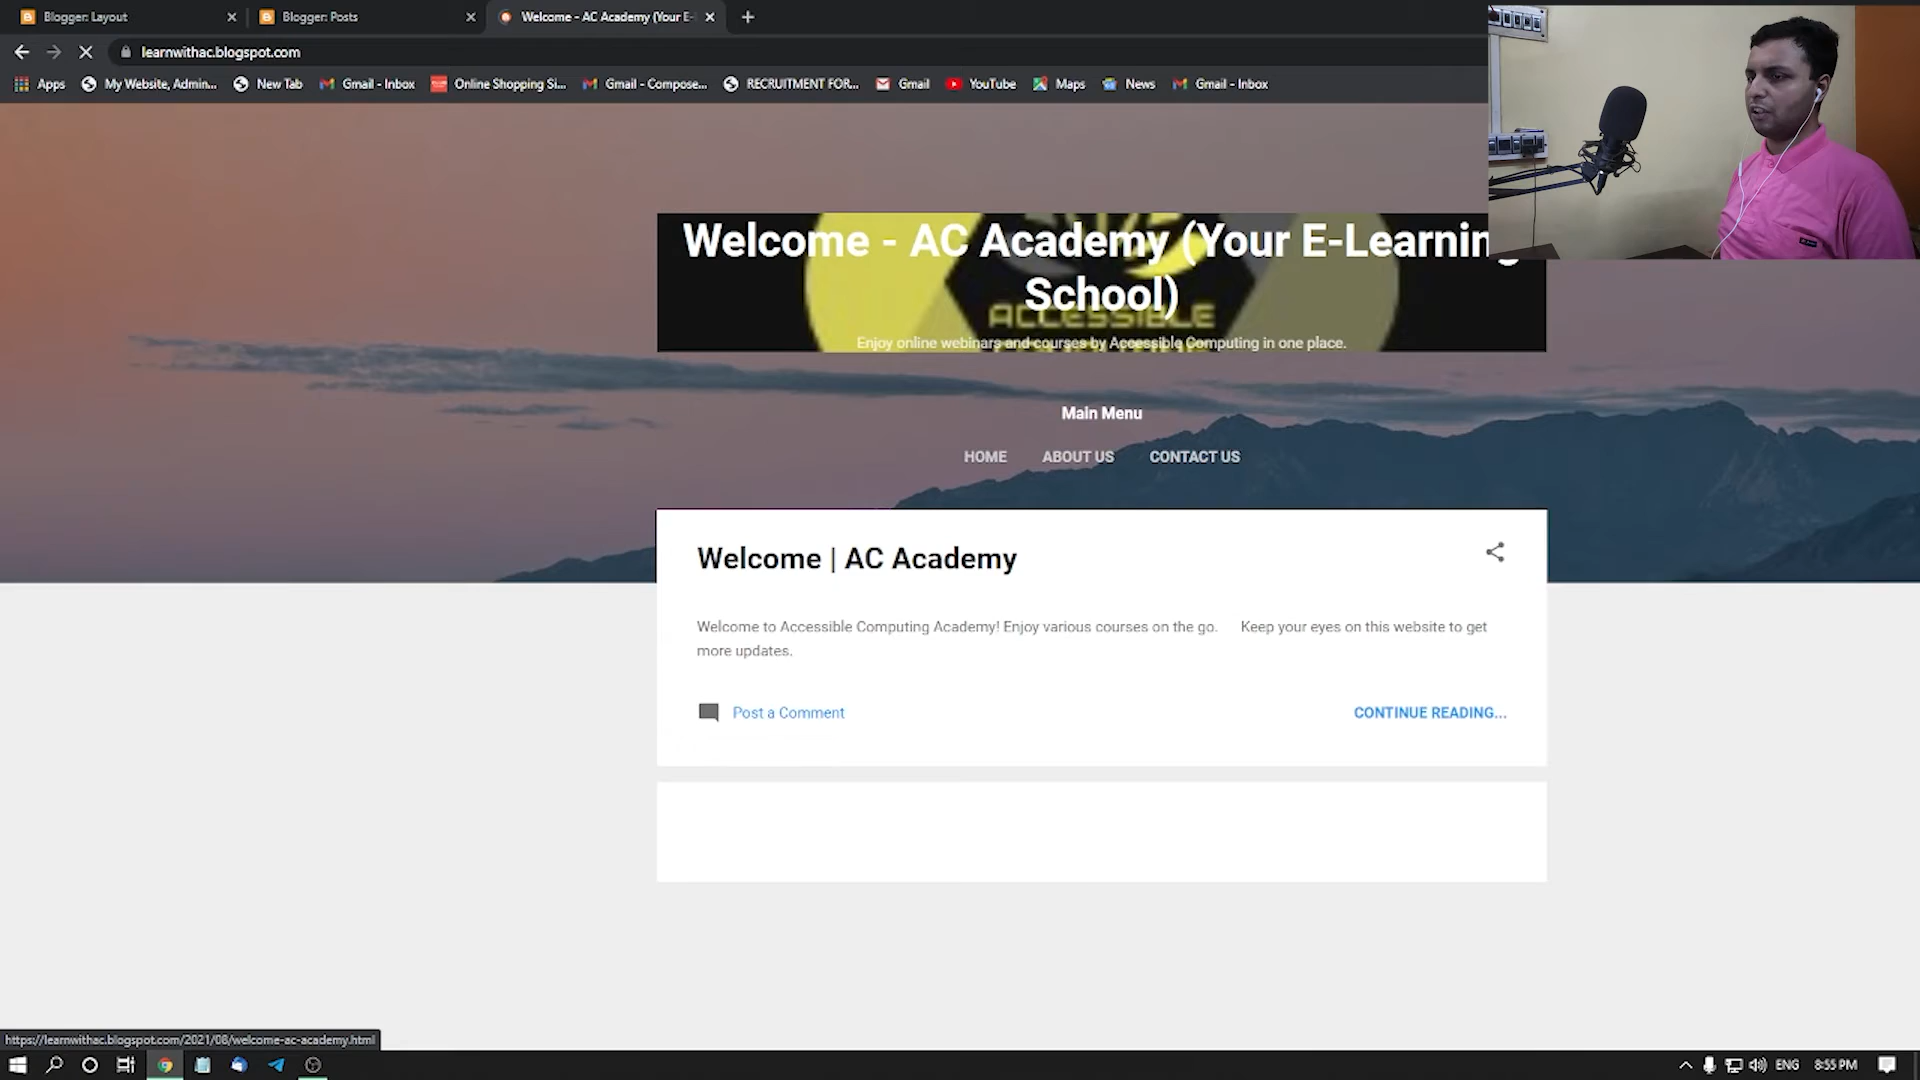 Blogger: Layout
Blogger: Posts
Welcome - AC Academy (Your E-
learnwithac.blogspot.com
Apps
My Website, Admin...
New Tab
Gmail - Inbox
Online Shopping Si...
Gmail - Compose...
RECRUITMENT FOR...
Gmail
YouTube
Maps
News
Gmail - Inbox
Welcome - AC Academy (Your E-Learning
School)
ACCESSIBLE
Enjoy online webinars and courses by Accessible Computing in one place.
Main Menu
HOME
ABOUT US
CONTACT US
Welcome | AC Academy
Welcome to Accessible Computing Academy! Enjoy various courses on the go. Keep your eyes on this website to get
more updates.
Post a Comment
CONTINUE READING...
https://learnwithac.blogspot.com/2021/08/welcome-ac-academy.html
ENG
8:55 PM